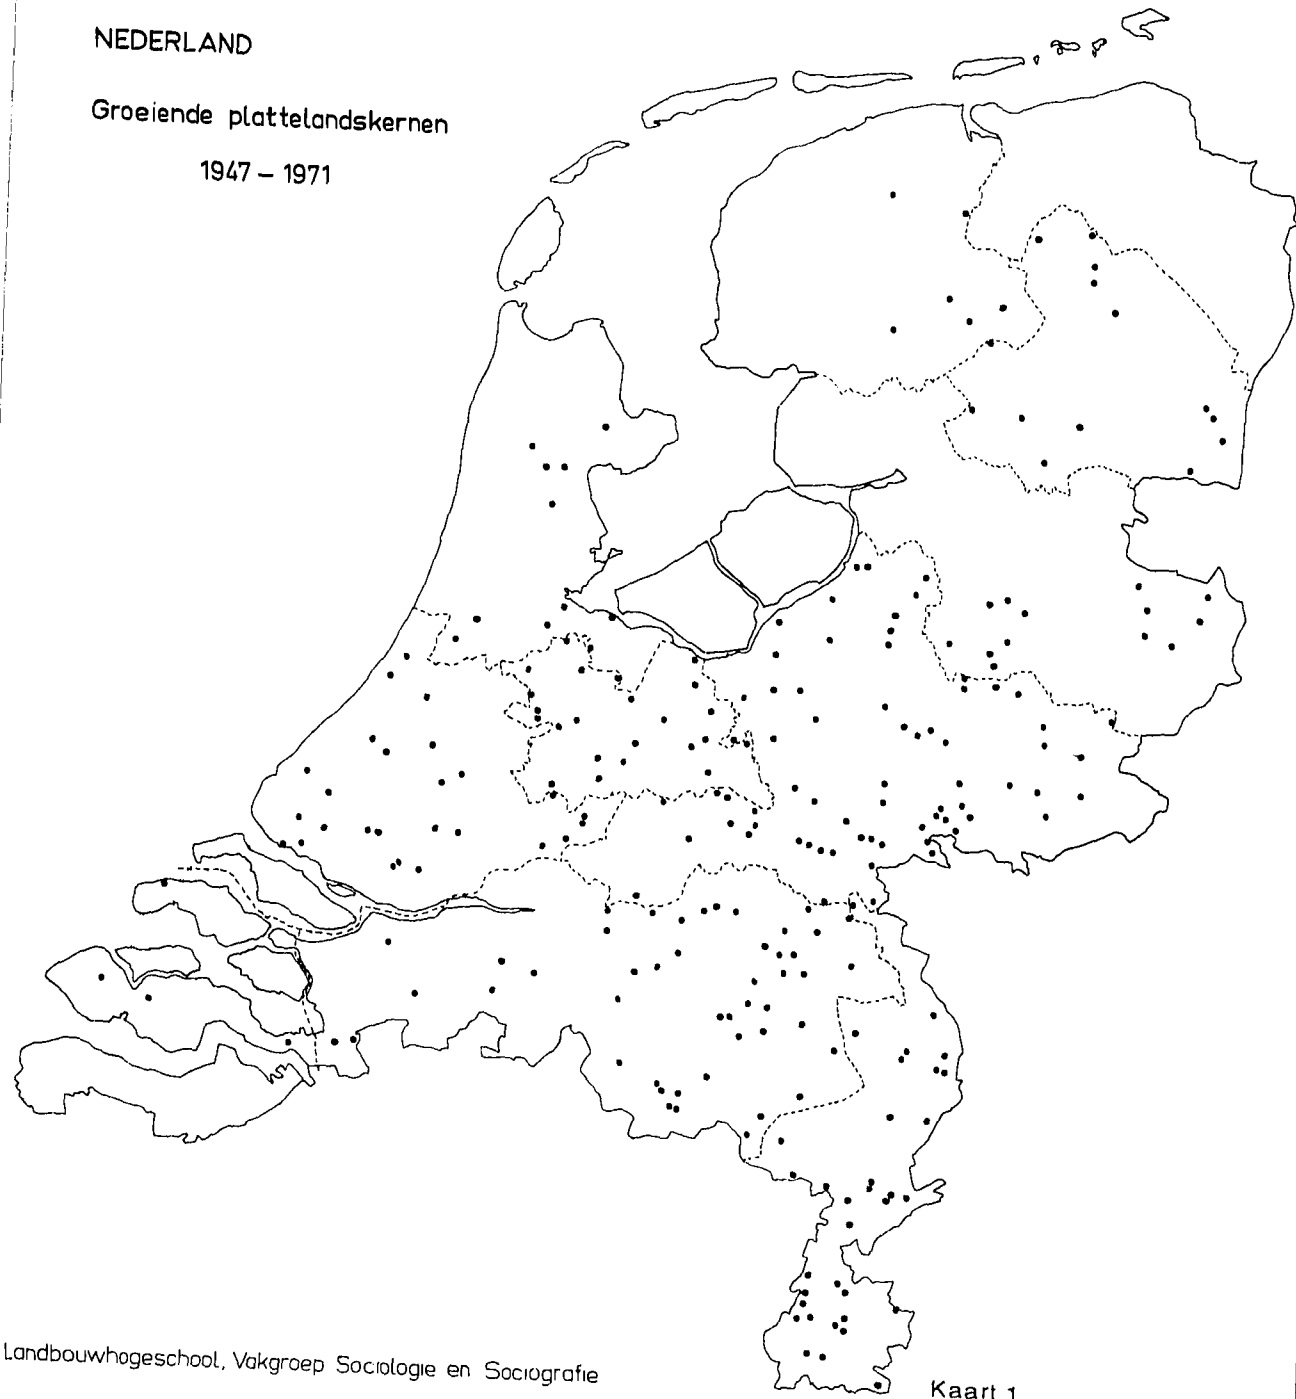 NEDERLAND
Groeiende plattelandskernen
1947 – 1971
Landbouwhogeschool, Vakgroep Sociologie en Sociografie
Kaart 1